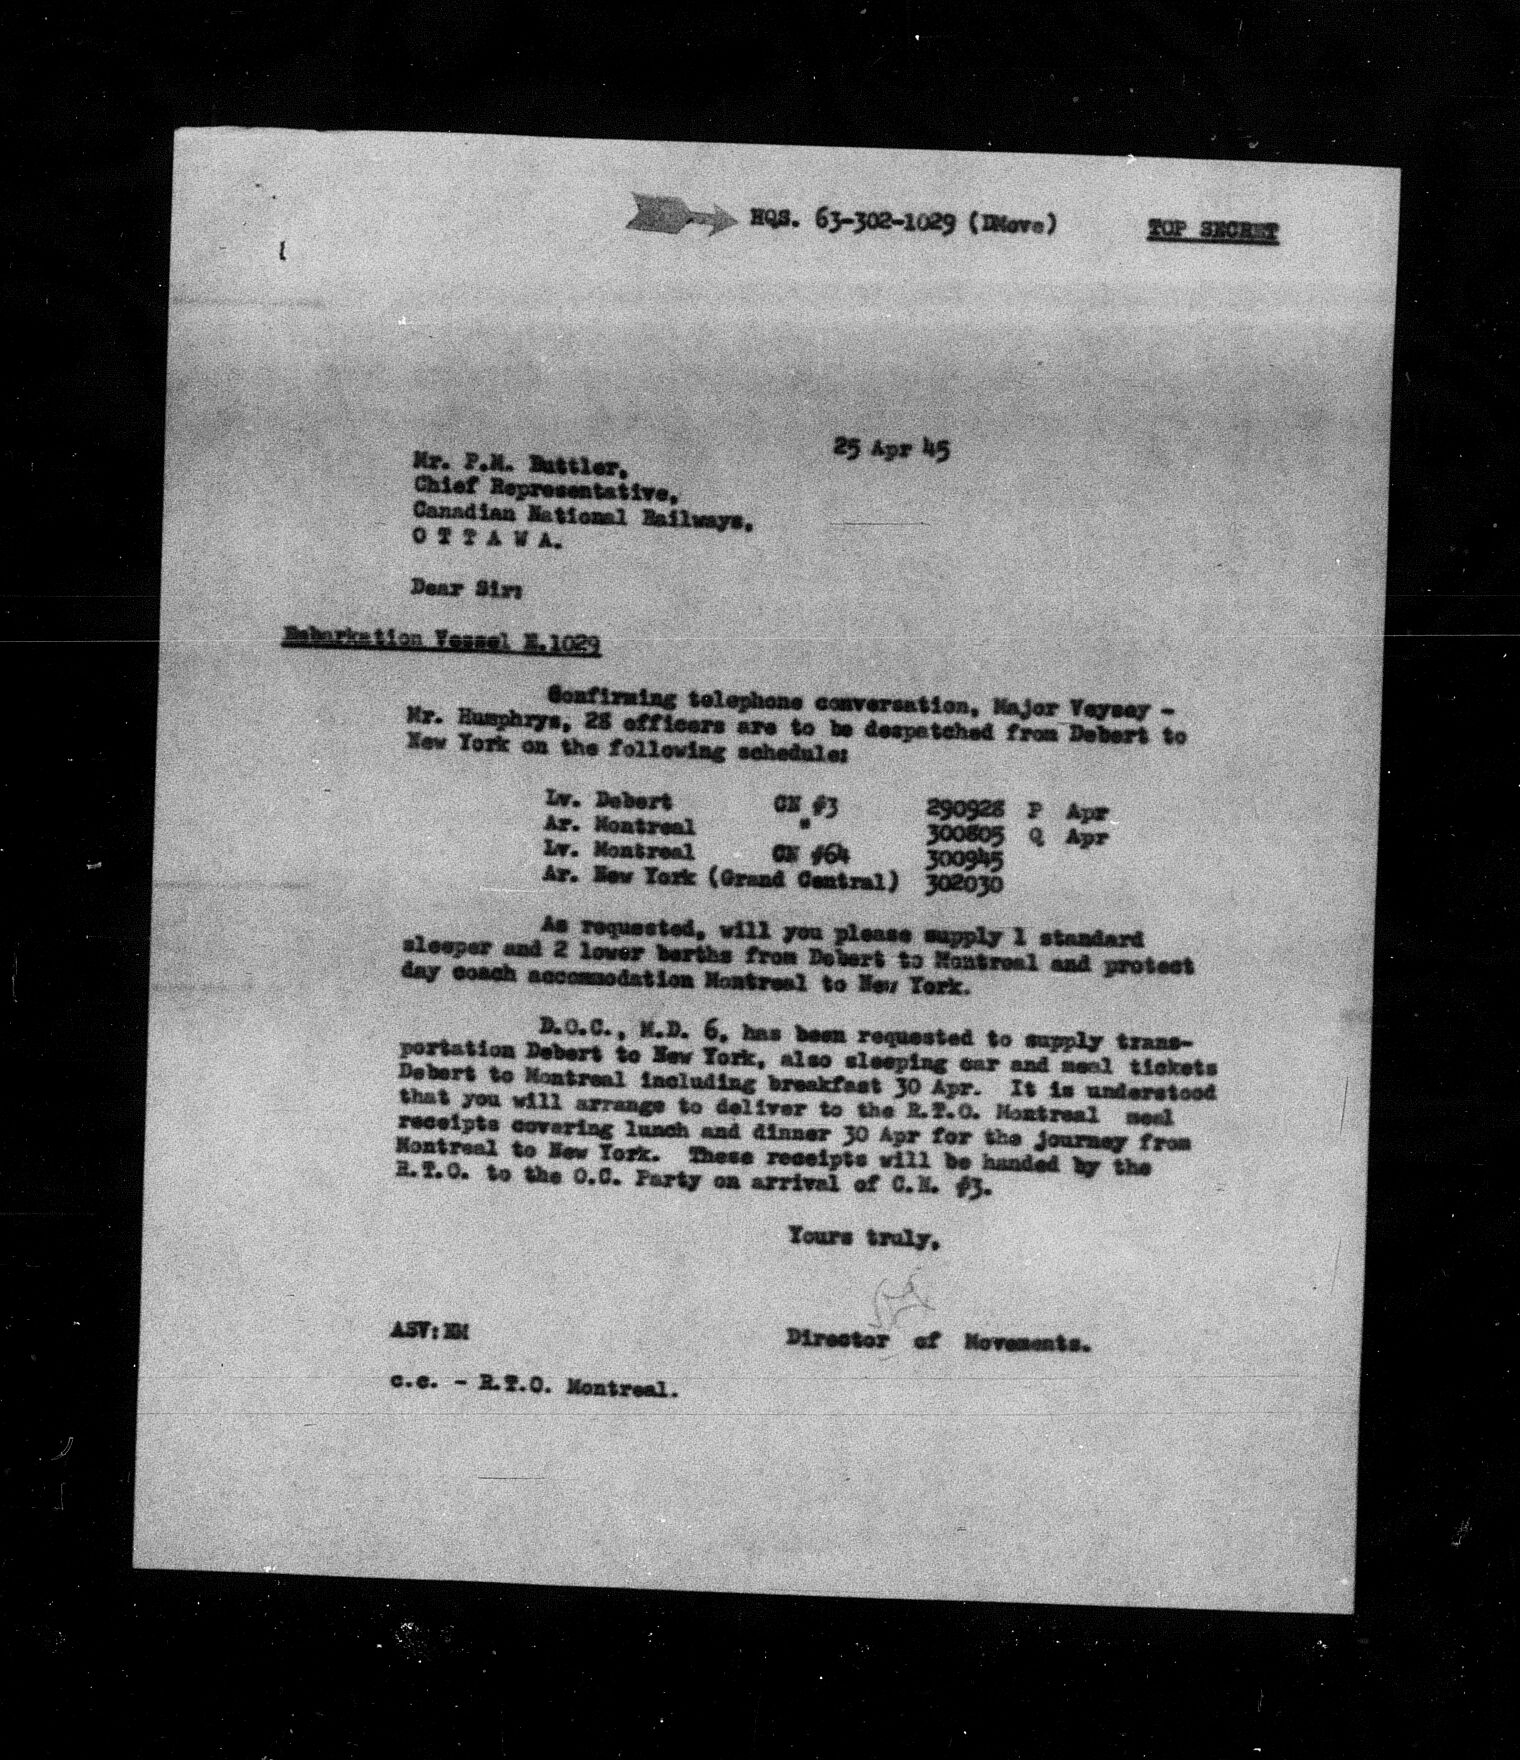 HQS. 63-302-1029 (DMove)
TOP SECRET
25 Apr 45
Mr. P.M. Buttler,
Chief Representative,
Canadian National Railways,
O T T A W A.
Dear Sir:
Embarkation Vessel E.1029
Confirming telephone conversation, Major Veysey -
Mr. Humphrys, 28 officers are to be despatched from Debert to
New York on the following schedule:
Lv. Debert CN #3 290928 P Apr
Ar. Montreal " 300805 Q Apr
Lv. Montreal CN #64 300945
Ar. New York (Grand Central) 302030
As requested, will you please supply 1 standard
sleeper and 2 lower berths from Debert to Montreal and protect
day coach accommodation Montreal to New York.
D.O.C., M.D. 6, has been requested to supply trans-
portation Debert to New York, also sleeping car and meal tickets
Debert to Montreal including breakfast 30 Apr. It is understood
that you will arrange to deliver to the R.T.O. Montreal meal
receipts covering lunch and dinner 30 Apr for the journey from
Montreal to New York. These receipts will be handed by the
R.T.O. to the O.C. Party on arrival of C.N. #3.
Yours truly,
ASV:EM
Director of Movements.
c.c. - R.T.O. Montreal.